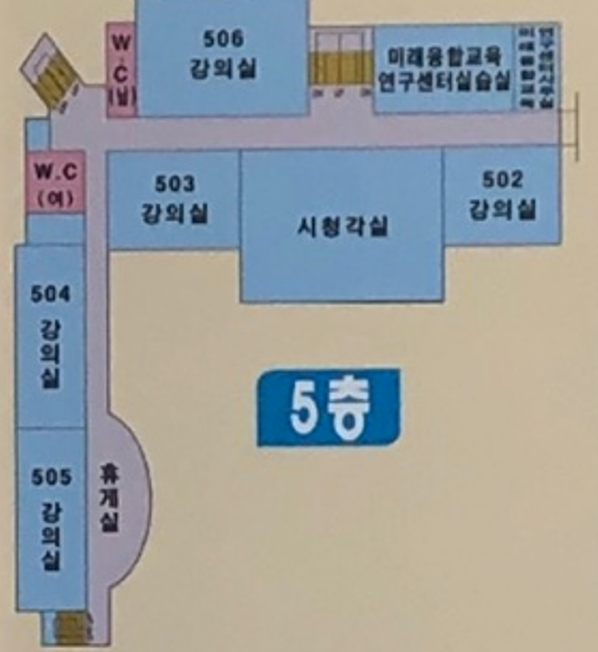 W.C
(남)
506
강의실
미래융합교육
연구센터실습실
미래융합교육
연구센터사무실
W.C
(여)
503
강의실
시청각실
502
강의실
504
강의실
5층
505
강의실
휴게실